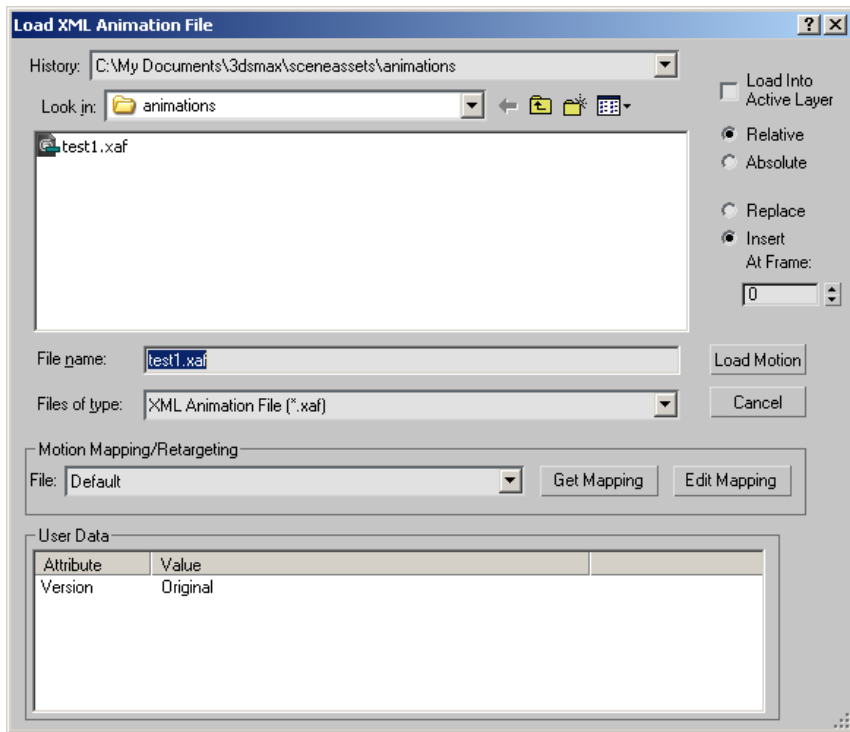 Load XML Animation File
History: C:\My Documents\3dsmax\sceneassets\animations
Look in: animations
Load Into
Active Layer
test1.xaf
Relative
Absolute
Replace
Insert
At Frame:
0
File name: test1.xaf
Load Motion
Files of type: XML Animation File (*.xaf)
Cancel
Motion Mapping/Retargeting
File: Default
Get Mapping
Edit Mapping
User Data
Attribute Value
Version Original